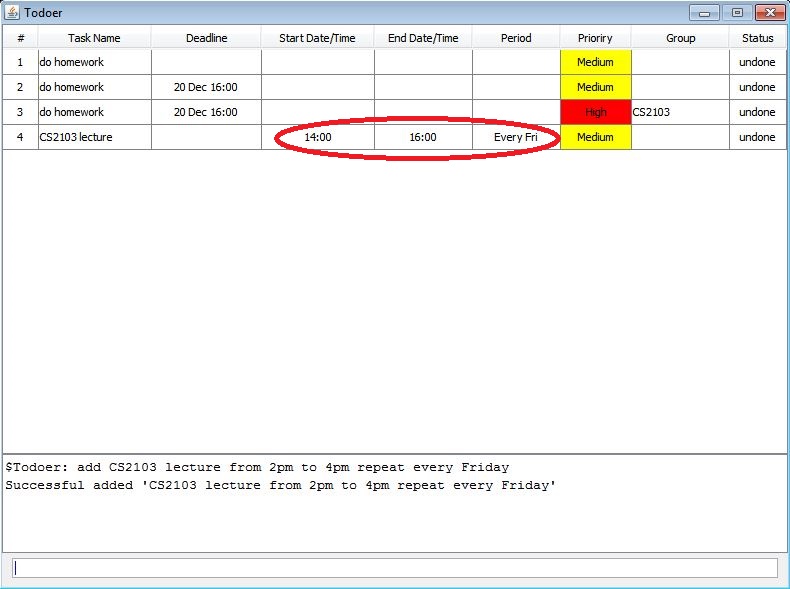 Todoer
# Task Name Deadline Start Date/Time End Date/Time Period Prioriry Group Status
1 do homework Medium undone
2 do homework 20 Dec 16:00 Medium undone
3 do homework 20 Dec 16:00 High CS2103 undone
4 CS2103 lecture 14:00 16:00 Every Fri Medium undone
$Todoer: add CS2103 lecture from 2pm to 4pm repeat every Friday
Successful added 'CS2103 lecture from 2pm to 4pm repeat every Friday'